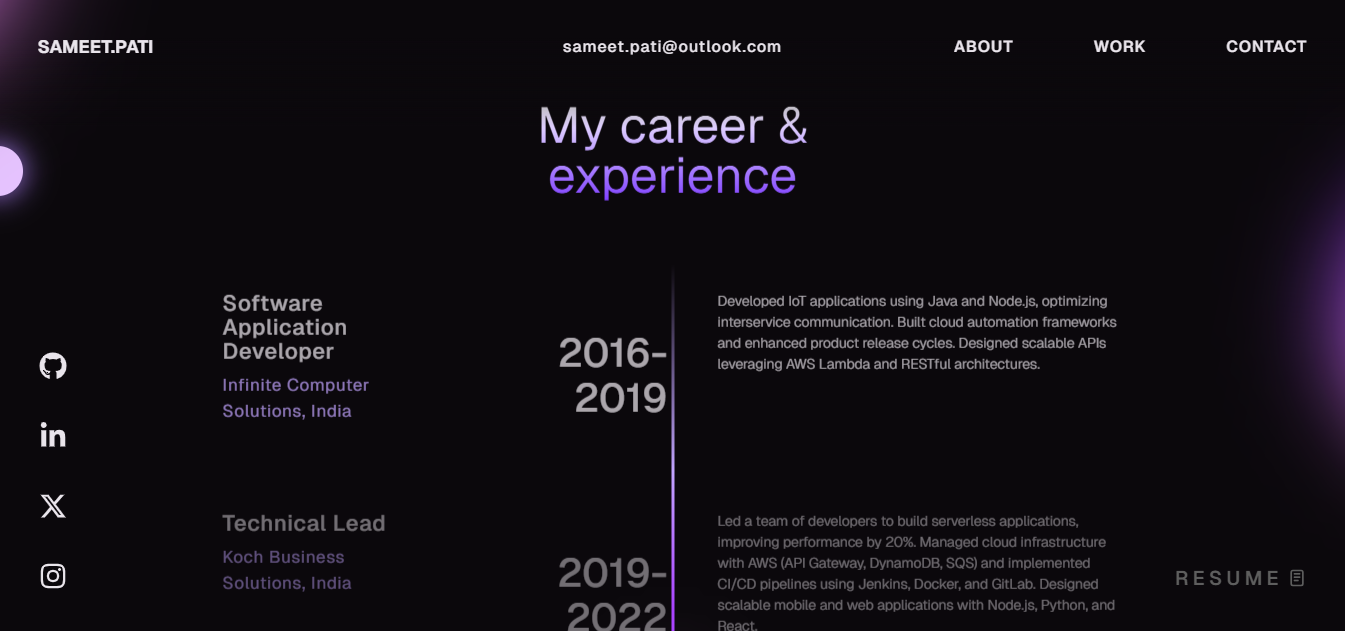 SAMEET.PATI
sameet.pati@outlook.com
ABOUT
WORK
CONTACT
My career &
experience
Software
Application
Developer
Infinite Computer
Solutions, India
2016-
2019
Developed IoT applications using Java and Node.js, optimizing
interservice communication. Built cloud automation frameworks
and enhanced product release cycles. Designed scalable APIs
leveraging AWS Lambda and RESTful architectures.
Technical Lead
Koch Business
Solutions, India
2019-
2022
Led a team of developers to build serverless applications,
improving performance by 20%. Managed cloud infrastructure
with AWS (API Gateway, DynamoDB, SQS) and implemented
CI/CD pipelines using Jenkins, Docker, and GitLab. Designed
scalable mobile and web applications with Node.js, Python, and
React.
RESUME